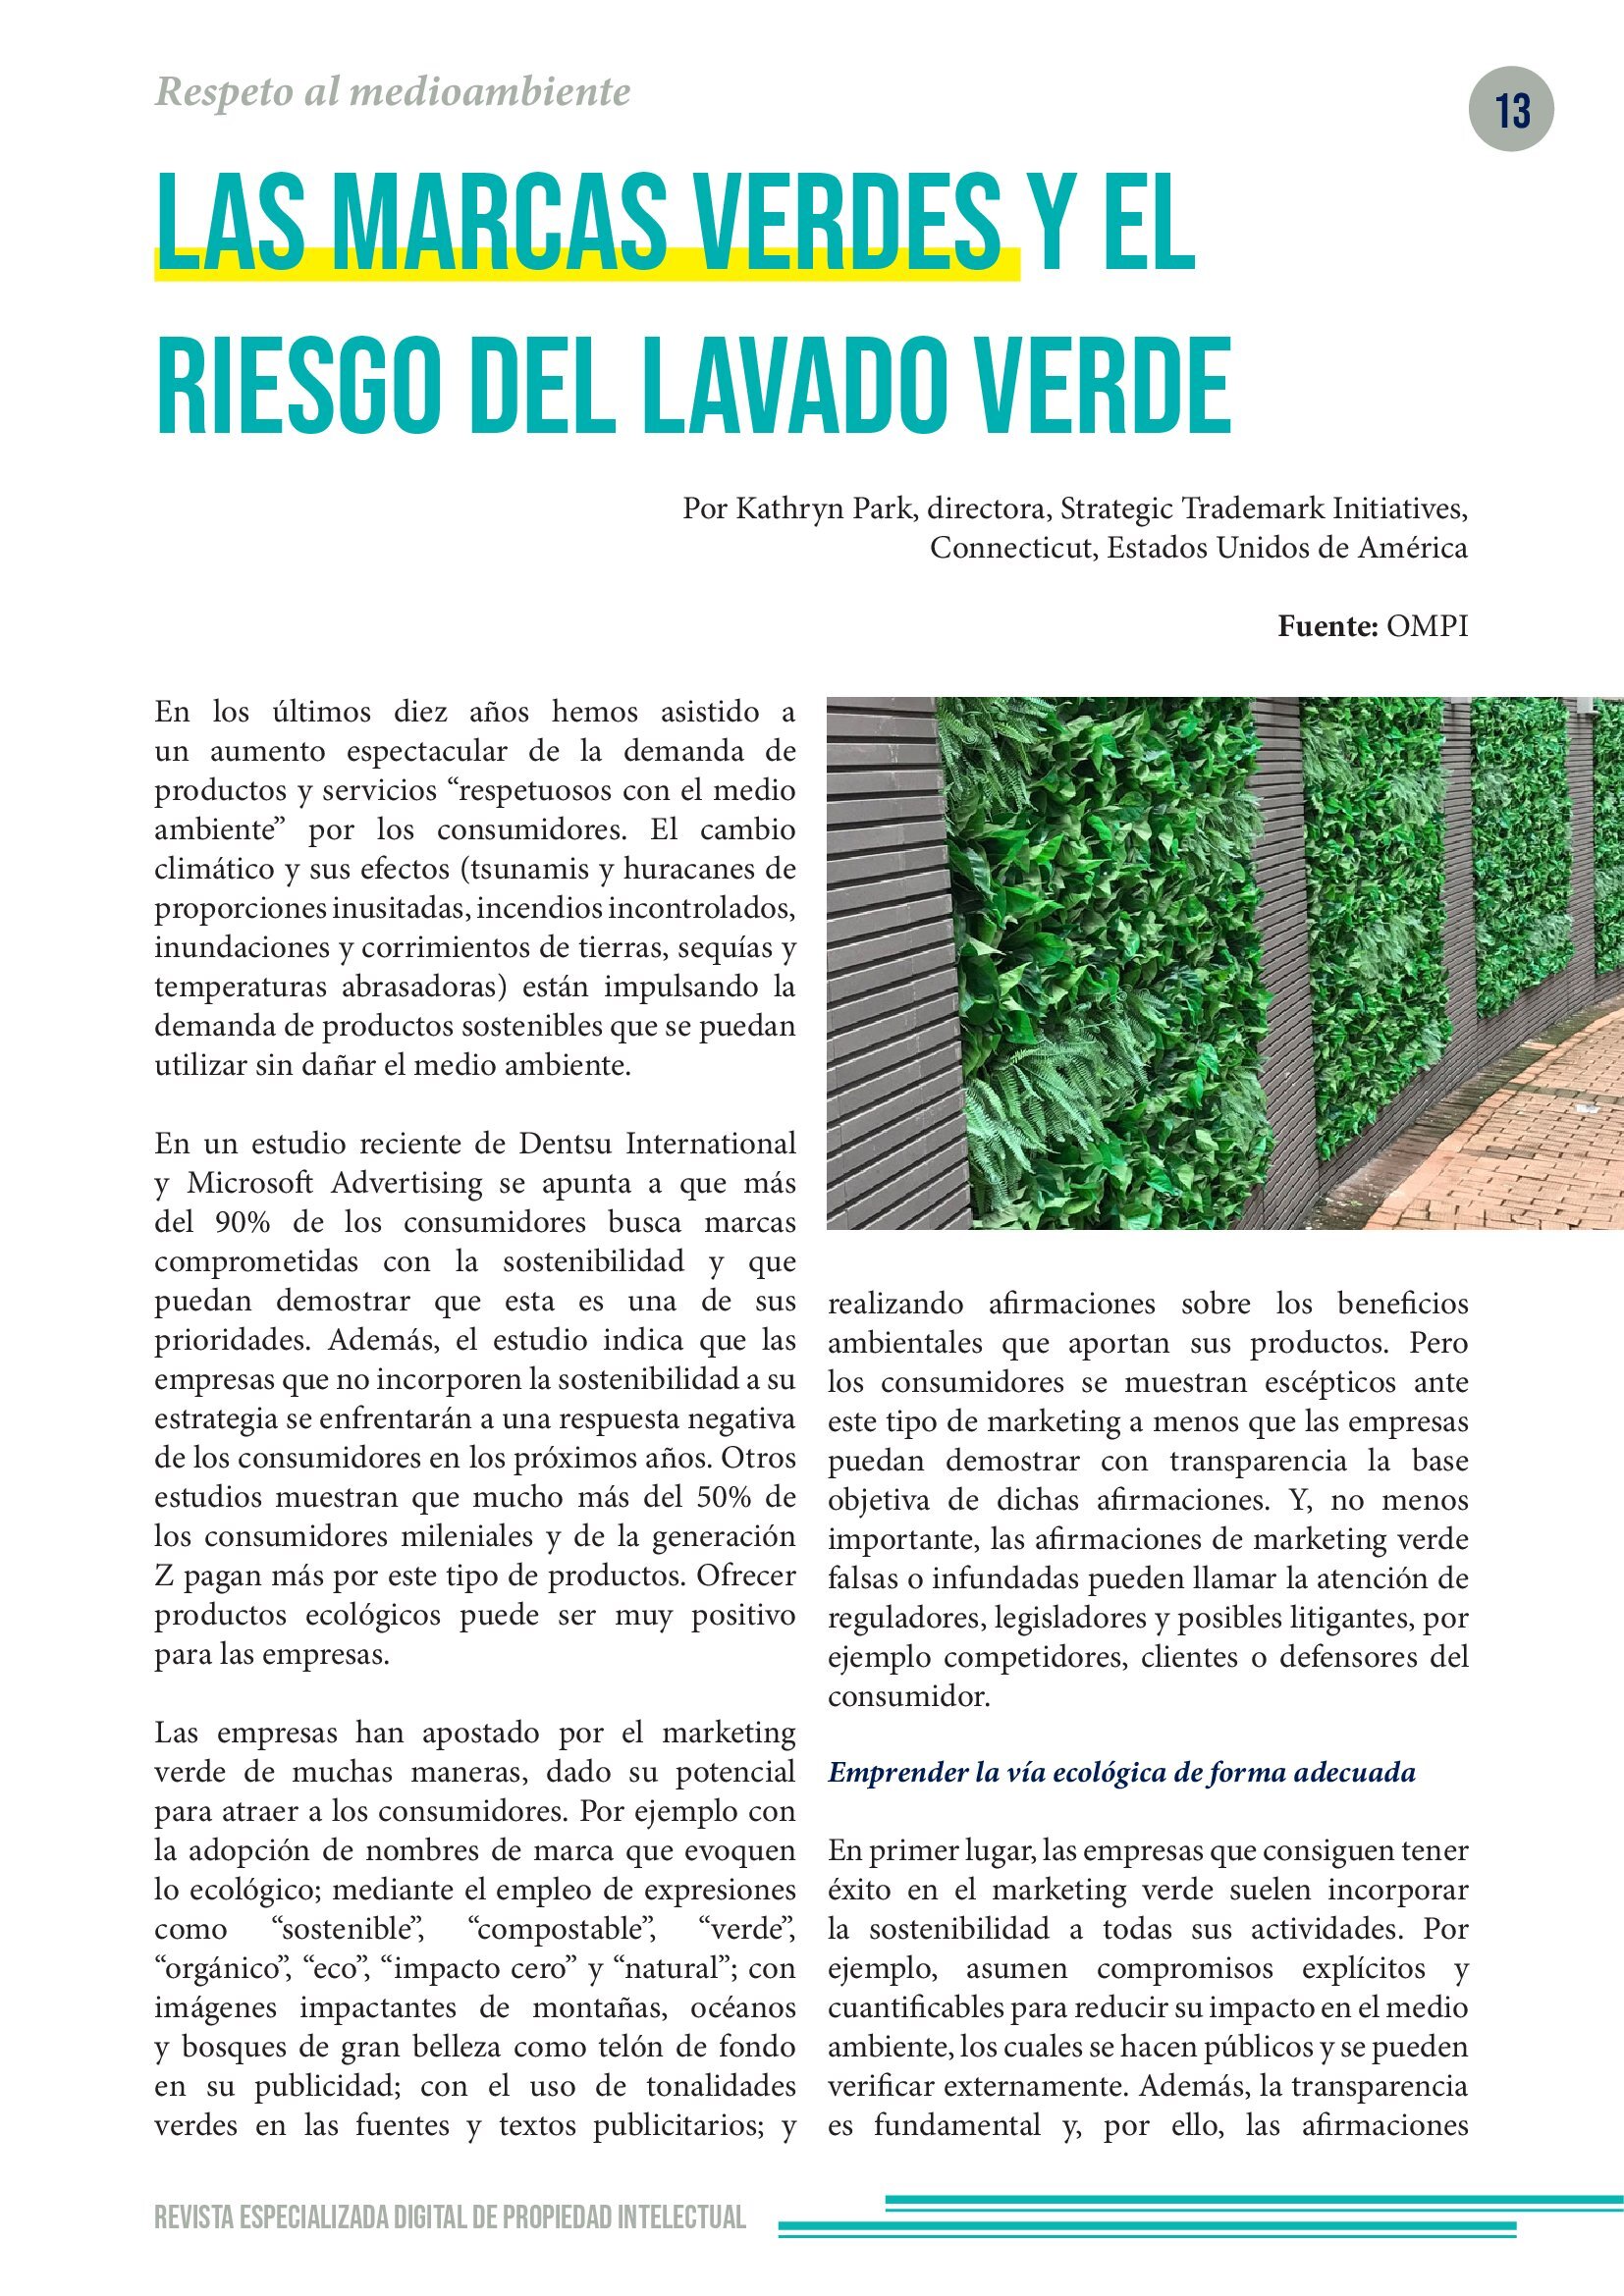 Respeto al medioambiente
13
LAS MARCAS VERDES Y EL
RIESGO DEL LAVADO VERDE
Por Kathryn Park, directora, Strategic Trademark Initiatives,
Connecticut, Estados Unidos de América
Fuente: OMPI
En los últimos diez años hemos asistido a
un aumento espectacular de la demanda de
productos y servicios “respetuosos con el medio
ambiente” por los consumidores. El cambio
climático y sus efectos (tsunamis y huracanes de
proporciones inusitadas, incendios incontrolados,
inundaciones y corrimientos de tierras, sequías y
temperaturas abrasadoras) están impulsando la
demanda de productos sostenibles que se puedan
utilizar sin dañar el medio ambiente.
En un estudio reciente de Dentsu International
y Microsoft Advertising se apunta a que más
del 90% de los consumidores busca marcas
comprometidas con la sostenibilidad y que
puedan demostrar que esta es una de sus
prioridades. Además, el estudio indica que las
empresas que no incorporen la sostenibilidad a su
estrategia se enfrentarán a una respuesta negativa
de los consumidores en los próximos años. Otros
estudios muestran que mucho más del 50% de
los consumidores mileniales y de la generación
Z pagan más por este tipo de productos. Ofrecer
productos ecológicos puede ser muy positivo
para las empresas.
Las empresas han apostado por el marketing
verde de muchas maneras, dado su potencial
para atraer a los consumidores. Por ejemplo con
la adopción de nombres de marca que evoquen
lo ecológico; mediante el empleo de expresiones
como “sostenible”, “compostable”, “verde”,
“orgánico”, “eco”, “impacto cero” y “natural”; con
imágenes impactantes de montañas, océanos
y bosques de gran belleza como telón de fondo
en su publicidad; con el uso de tonalidades
verdes en las fuentes y textos publicitarios; y
realizando afirmaciones sobre los beneficios
ambientales que aportan sus productos. Pero
los consumidores se muestran escépticos ante
este tipo de marketing a menos que las empresas
puedan demostrar con transparencia la base
objetiva de dichas afirmaciones. Y, no menos
importante, las afirmaciones de marketing verde
falsas o infundadas pueden llamar la atención de
reguladores, legisladores y posibles litigantes, por
ejemplo competidores, clientes o defensores del
consumidor.
Emprender la vía ecológica de forma adecuada
En primer lugar, las empresas que consiguen tener
éxito en el marketing verde suelen incorporar
la sostenibilidad a todas sus actividades. Por
ejemplo, asumen compromisos explícitos y
cuantificables para reducir su impacto en el medio
ambiente, los cuales se hacen públicos y se pueden
verificar externamente. Además, la transparencia
es fundamental y, por ello, las afirmaciones
REVISTA ESPECIALIZADA DIGITAL DE PROPIEDAD INTELECTUAL